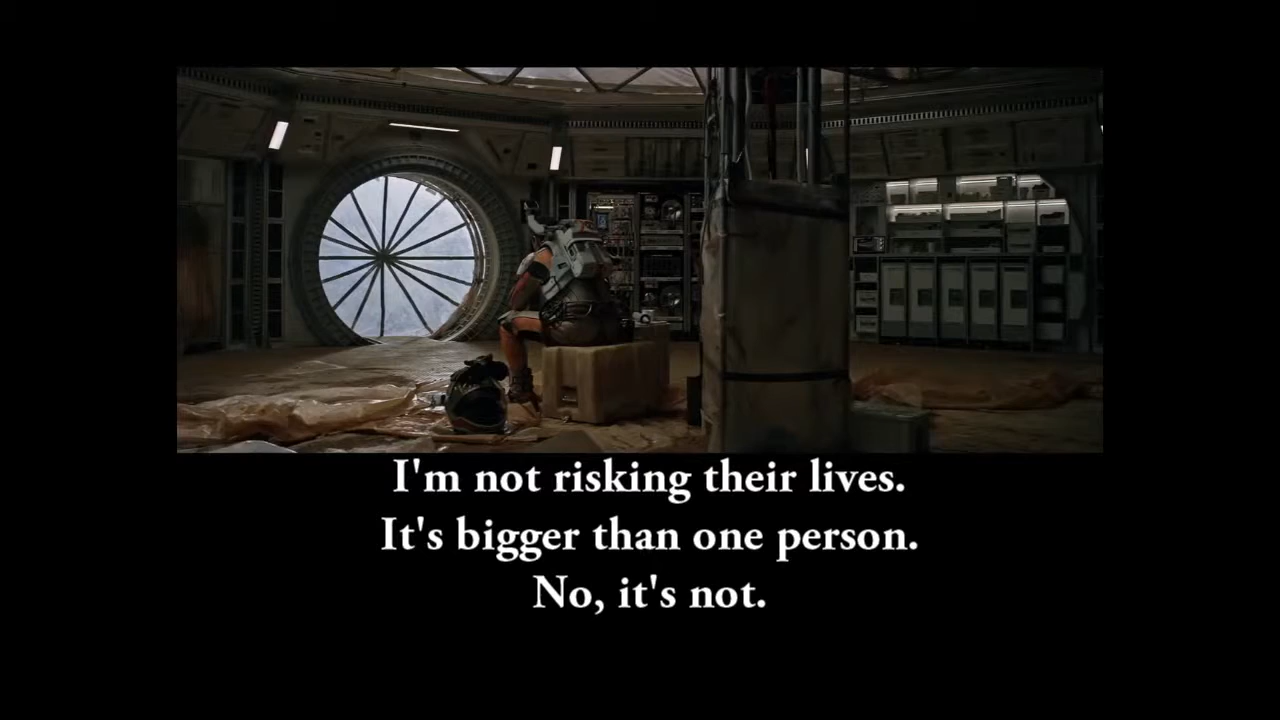 I'm not risking their lives.
It's bigger than one person.
No, it's not.